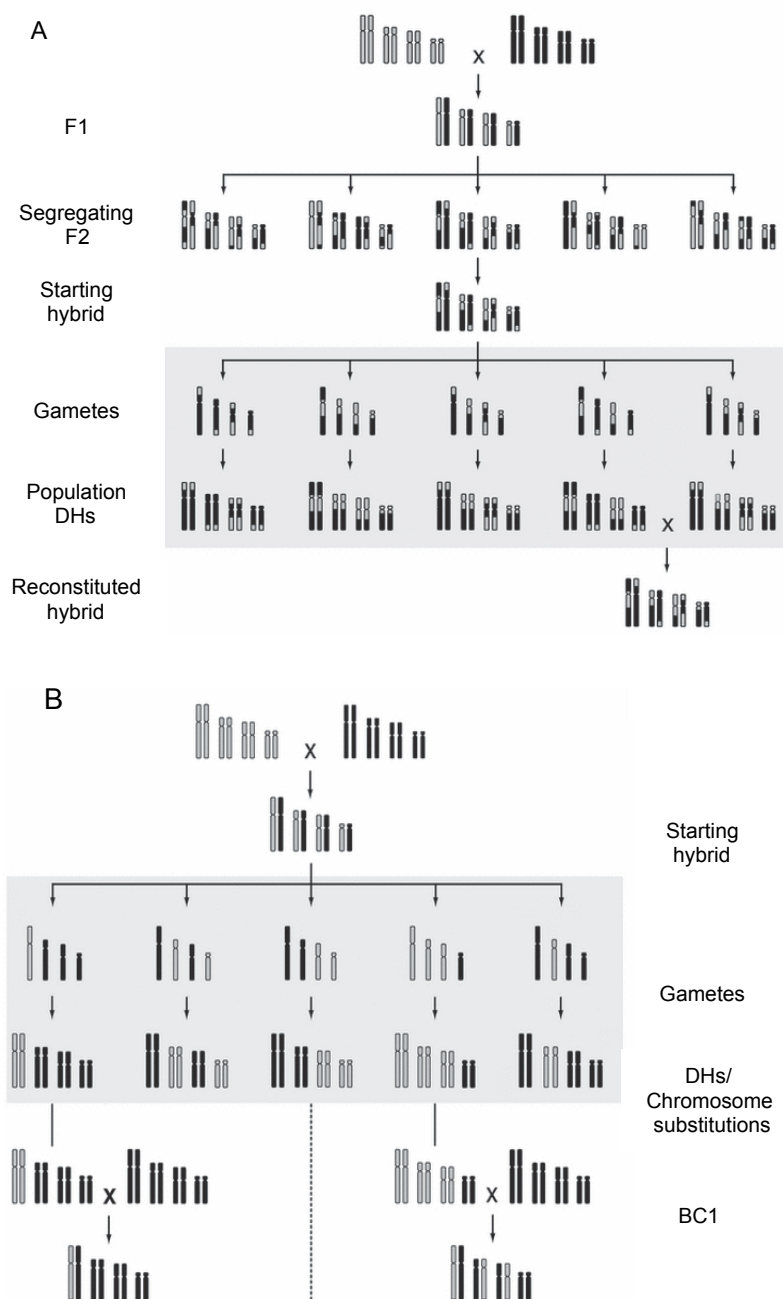 A
X
F1
Segregating
F2
Starting
hybrid
Gametes
Population
DHs
X
Reconstituted
hybrid
B
X
Starting
hybrid
Gametes
DHs/
Chromosome
substitutions
X
X
BC1